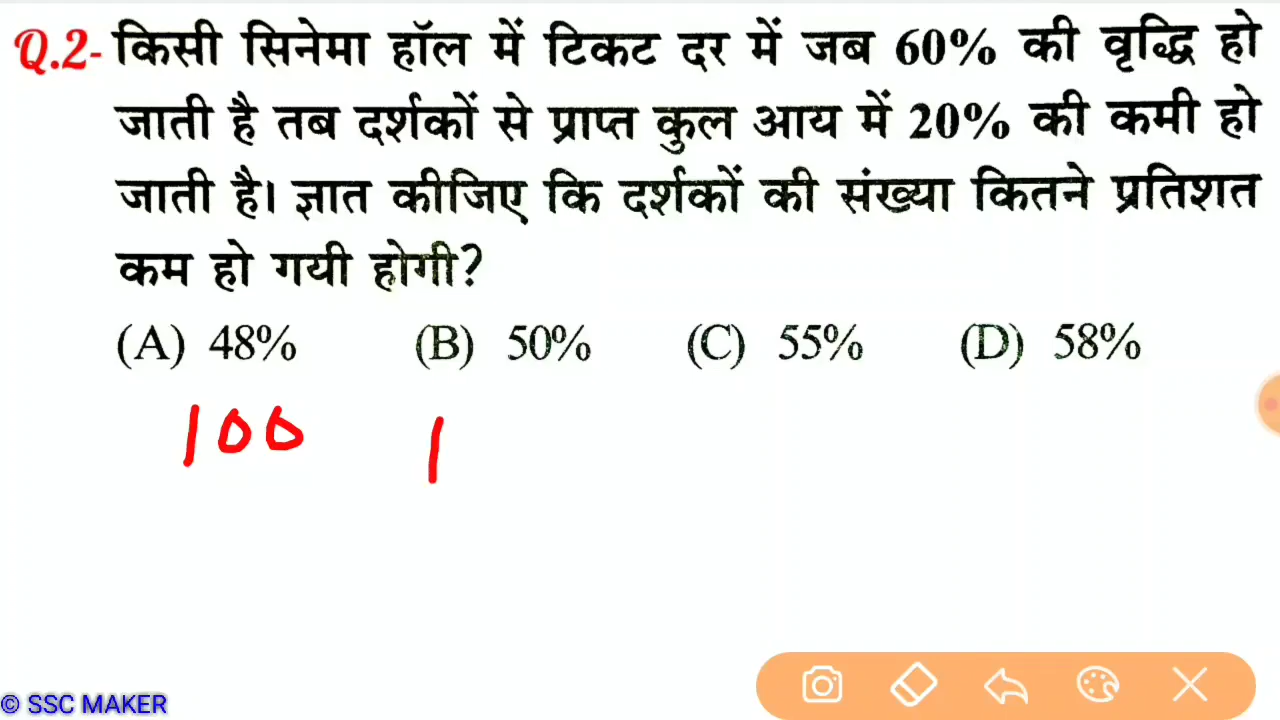 Q.2- किसी सिनेमा हॉल में टिकट दर में जब 60% की वृद्धि हो
जाती है तब दर्शकों से प्राप्त कुल आय में 20% की कमी हो
जाती है। ज्ञात कीजिए कि दर्शकों की संख्या कितने प्रतिशत
कम हो गयी होगी?
(A) 48% (B) 50% (C) 55% (D) 58%
100 1
© SSC MAKER